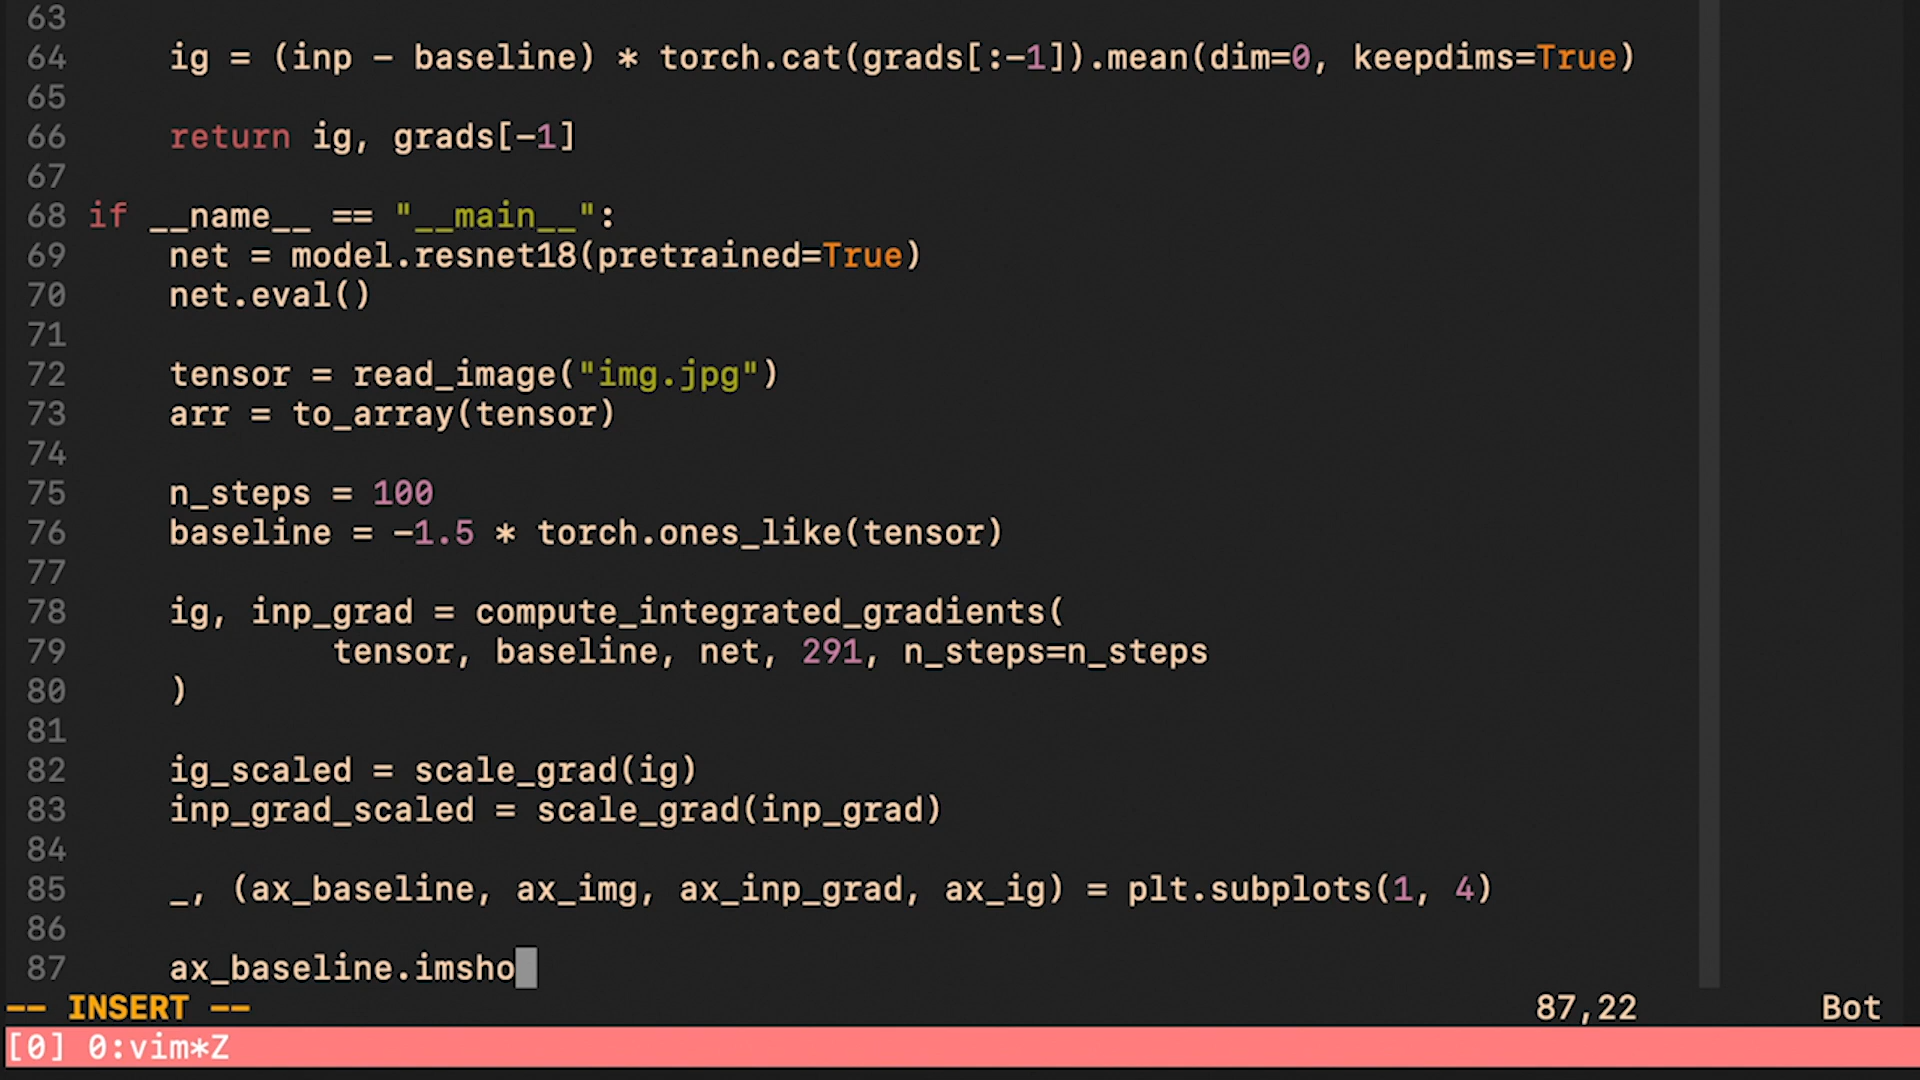 63
64     ig = (inp - baseline) * torch.cat(grads[:-1]).mean(dim=0, keepdims=True)
65
66     return ig, grads[-1]
67
68 if __name__ == "__main__":
69     net = model.resnet18(pretrained=True)
70     net.eval()
71
72     tensor = read_image("img.jpg")
73     arr = to_array(tensor)
74
75     n_steps = 100
76     baseline = -1.5 * torch.ones_like(tensor)
77
78     ig, inp_grad = compute_integrated_gradients(
79             tensor, baseline, net, 291, n_steps=n_steps
80     )
81
82     ig_scaled = scale_grad(ig)
83     inp_grad_scaled = scale_grad(inp_grad)
84
85     _, (ax_baseline, ax_img, ax_inp_grad, ax_ig) = plt.subplots(1, 4)
86
87     ax_baseline.imsho
-- INSERT -- 87,22 Bot
[0] 0:vim*Z